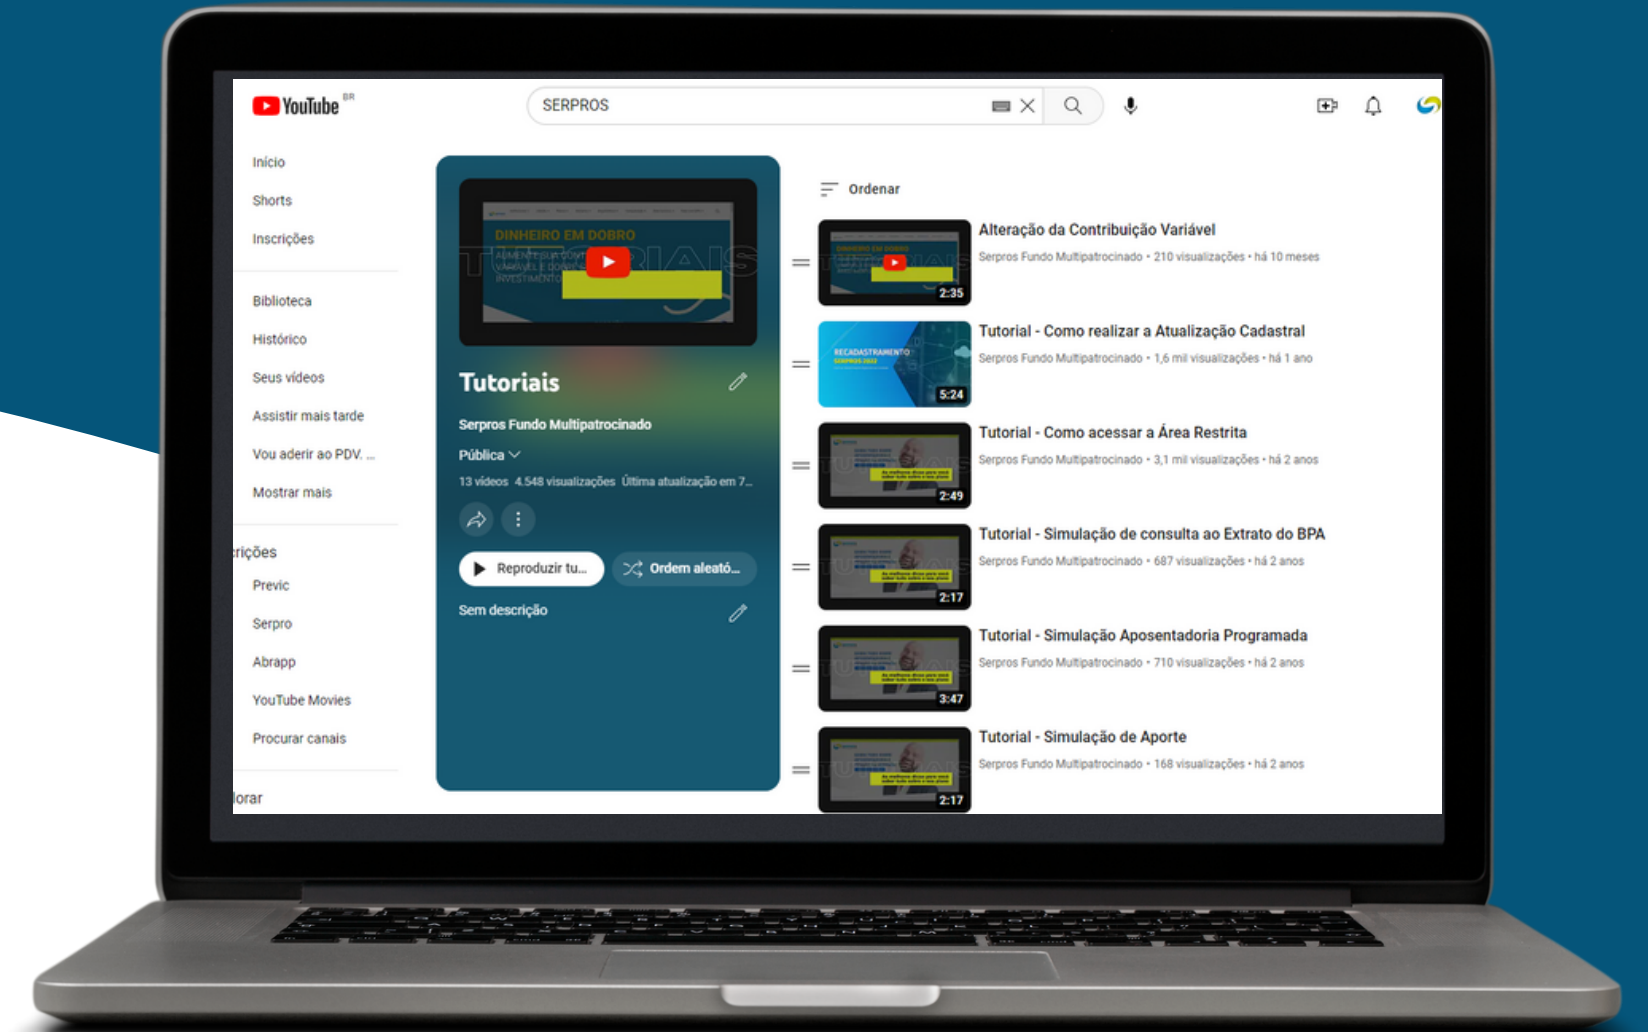 YouTube BR
SERPROS
Início
Shorts
Inscrições
Biblioteca
Histórico
Seus vídeos
Assistir mais tarde
Vou aderir ao PDV. ...
Mostrar mais
crições
Previc
Serpro
Abrapp
YouTube Movies
Procurar canais
lorar
DINHEIRO EM DOBRO
TUTORIAIS
Tutoriais
Serpros Fundo Multipatrocinado
Pública
13 vídeos 4.548 visualizações Última atualização em 7...
Reproduzir tu...
Ordem aleató...
Sem descrição
Ordenar
DINHEIRO EM DOBRO
2:35
Alteração da Contribuição Variável
Serpros Fundo Multipatrocinado • 210 visualizações • há 10 meses
RECADASTRAMENTO
SERPROS 2022
5:24
Tutorial - Como realizar a Atualização Cadastral
Serpros Fundo Multipatrocinado • 1,6 mil visualizações • há 1 ano
2:49
Tutorial - Como acessar a Área Restrita
Serpros Fundo Multipatrocinado • 3,1 mil visualizações • há 2 anos
2:17
Tutorial - Simulação de consulta ao Extrato do BPA
Serpros Fundo Multipatrocinado • 687 visualizações • há 2 anos
3:47
Tutorial - Simulação Aposentadoria Programada
Serpros Fundo Multipatrocinado • 710 visualizações • há 2 anos
2:17
Tutorial - Simulação de Aporte
Serpros Fundo Multipatrocinado • 168 visualizações • há 2 anos